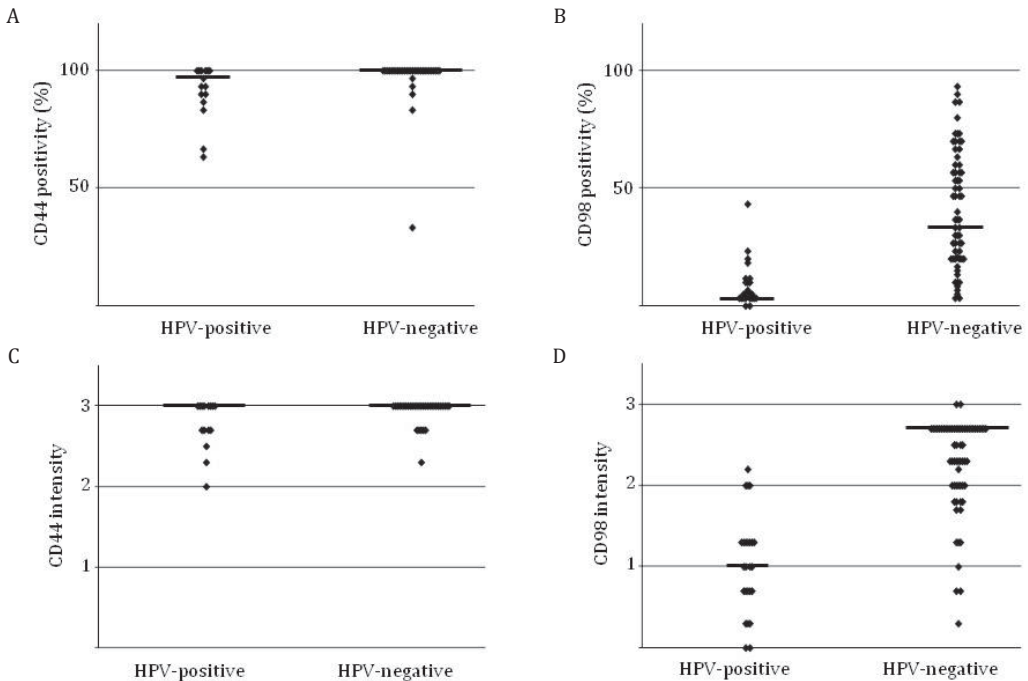 A
CD44 positivity (%)
100
50
HPV-positive HPV-negative
B
CD98 positivity (%)
100
50
HPV-positive HPV-negative
C
CD44 intensity
3
2
1
HPV-positive HPV-negative
D
CD98 intensity
3
2
1
HPV-positive HPV-negative